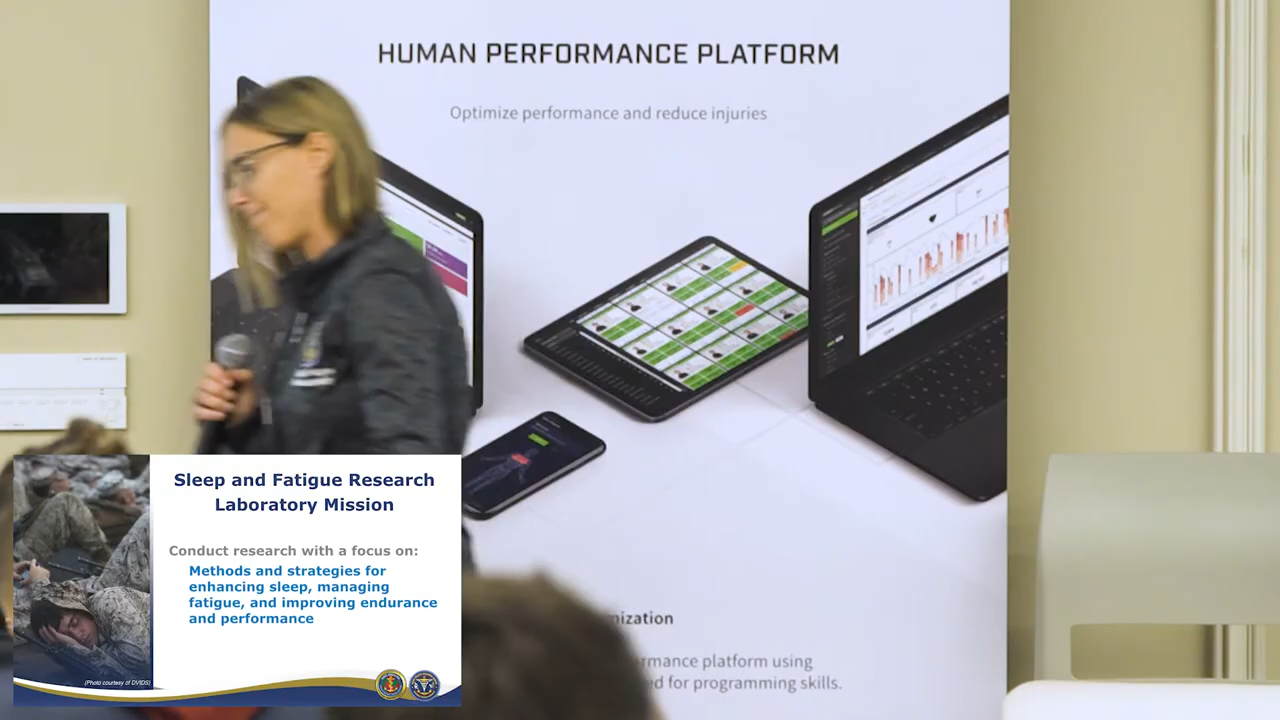 HUMAN PERFORMANCE PLATFORM
Optimize performance and reduce injuries
Sleep and Fatigue Research
Laboratory Mission
Conduct research with a focus on:
Methods and strategies for
enhancing sleep, managing
fatigue, and improving endurance
and performance
(Photo courtesy of DVIDS)
mization
rmance platform using
ed for programming skills.